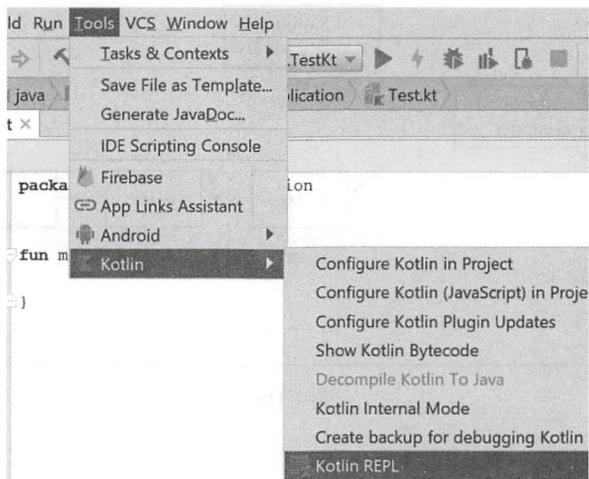 ld Run Tools VCS Window Help
Tasks & Contexts
.TestKt
java
Save File as Template...
lication
Test.kt
Generate JavaDoc...
t ×
IDE Scripting Console
Firebase
packa
ion
App Links Assistant
Android
fun m
Kotlin
}
Configure Kotlin in Project
Configure Kotlin (JavaScript) in Proje
Configure Kotlin Plugin Updates
Show Kotlin Bytecode
Decompile Kotlin To Java
Kotlin Internal Mode
Create backup for debugging Kotlin
Kotlin REPL